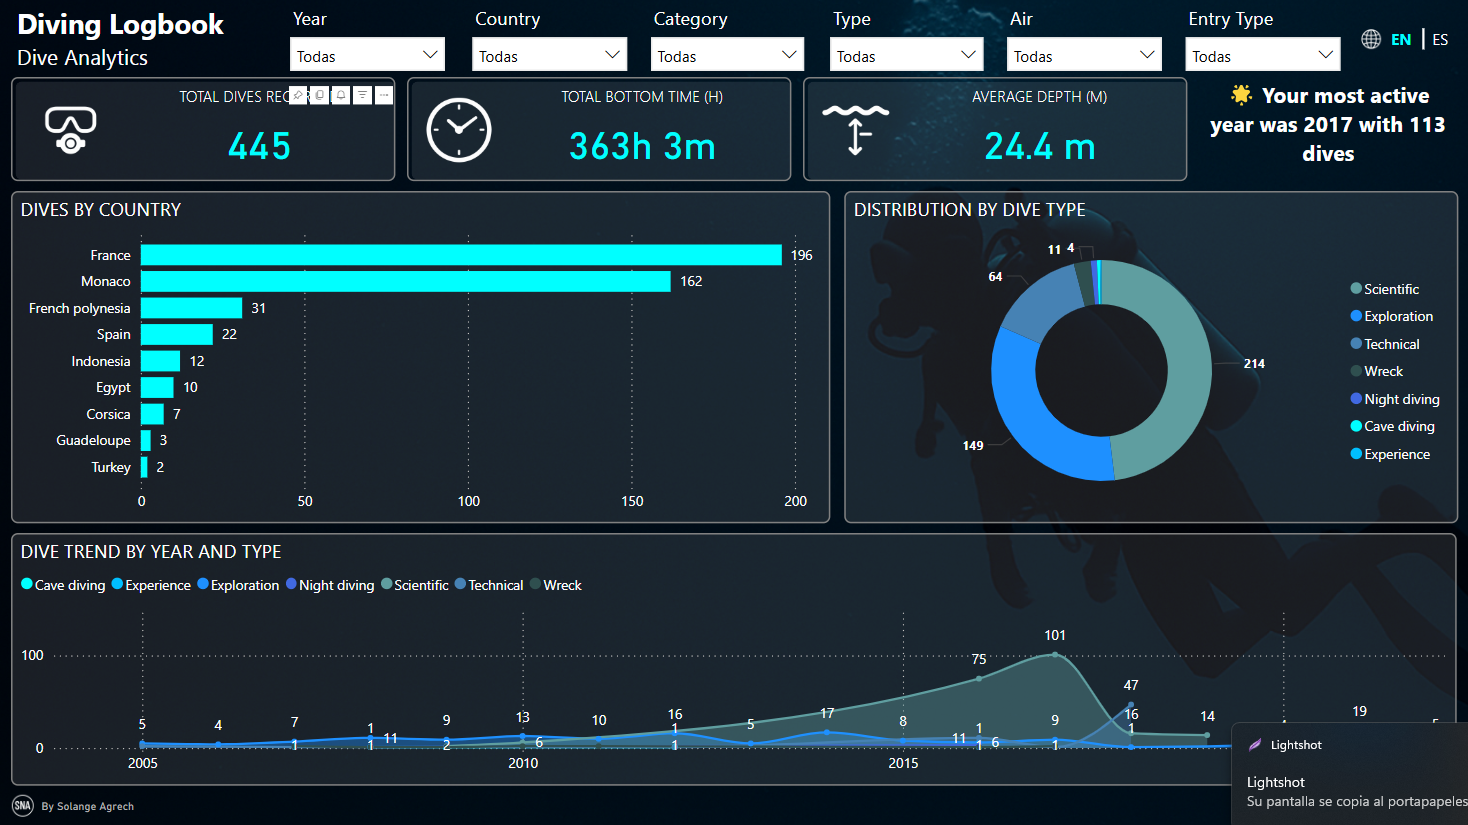 Diving Logbook
Dive Analytics
Year
Country
Category
Type
Air
Entry Type
Todas
Todas
Todas
Todas
Todas
Todas
EN
ES
TOTAL DIVES REC
445
TOTAL BOTTOM TIME (H)
363h 3m
AVERAGE DEPTH (M)
24.4 m
🌟 Your most active
year was 2017 with 113
dives
DIVES BY COUNTRY
France
196
Monaco
162
French polynesia
31
Spain
22
Indonesia
12
Egypt
10
Corsica
7
Guadeloupe
3
Turkey
2
0
50
100
150
200
DISTRIBUTION BY DIVE TYPE
11
4
64
214
149
Scientific
Exploration
Technical
Wreck
Night diving
Cave diving
Experience
DIVE TREND BY YEAR AND TYPE
Cave diving
Experience
Exploration
Night diving
Scientific
Technical
Wreck
100
0
101
75
47
5
4
7
1
11
9
13
10
16
5
17
8
1
9
16
14
19
1
1
1
2
6
1
11
1
6
1
1
2005
2010
2015
SNA
By Solange Agrech
Lightshot
Lightshot
Su pantalla se copia al portapapeles